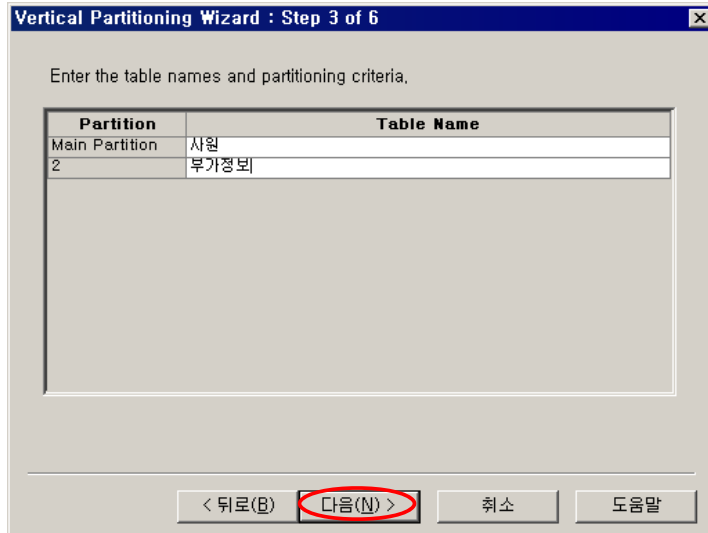 Vertical Partitioning Wizard : Step 3 of 6
Enter the table names and partitioning criteria,
Partition Table Name
Main Partition 사원
2 부가정보
< 뒤로(B) 다음(N) > 취소 도움말